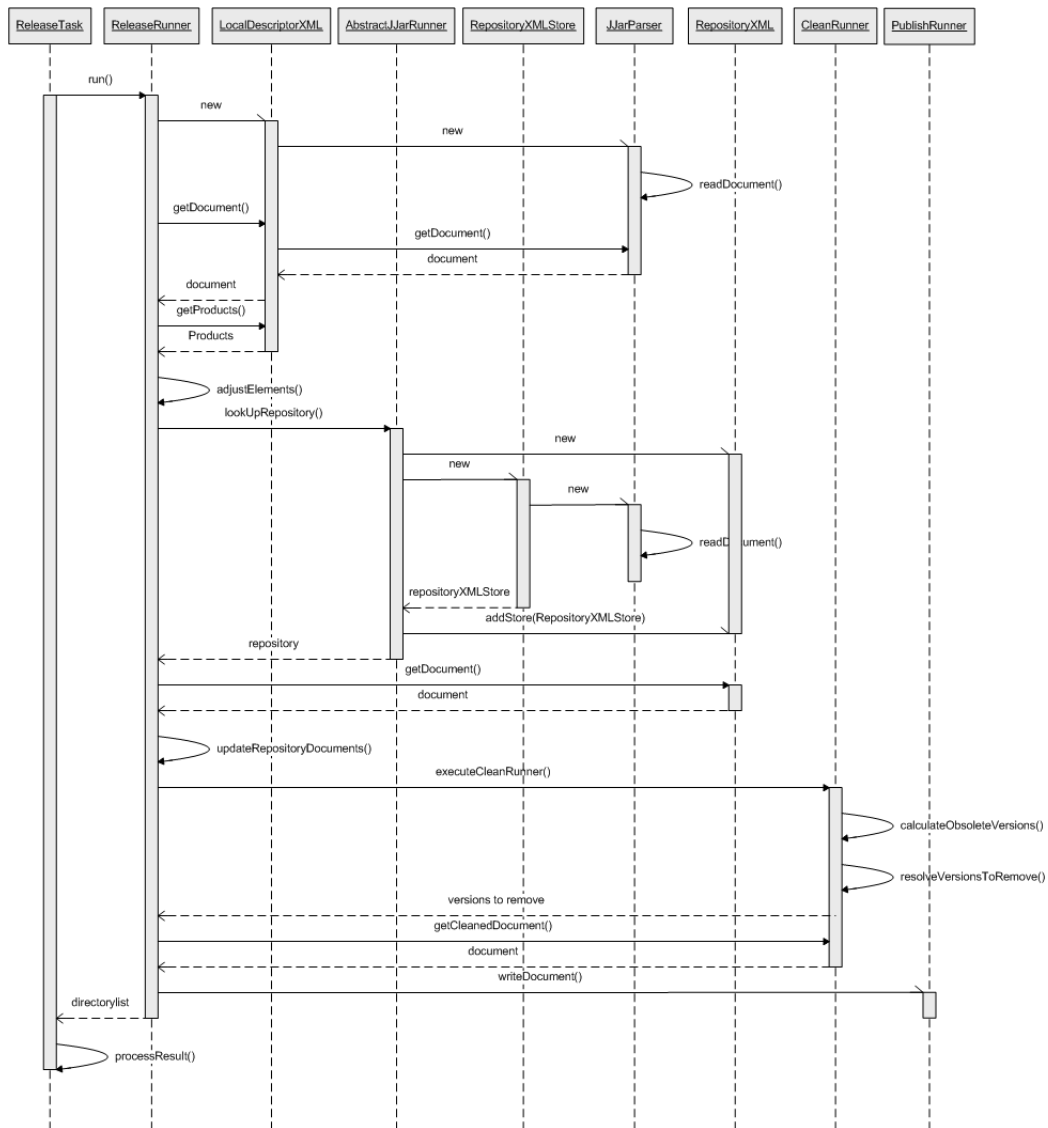 ReleaseTask
ReleaseRunner
LocalDescriptorXML
AbstractJJarRunner
RepositoryXMLStore
JJarParser
RepositoryXML
CleanRunner
PublishRunner
run()
new
new
readDocument()
getDocument()
getDocument()
document
document
getProducts()
Products
adjustElements()
lookUpRepository()
new
new
new
readDocument()
repositoryXMLStore
addStore(RepositoryXMLStore)
repository
getDocument()
document
updateRepositoryDocuments()
executeCleanRunner()
calculateObsoleteVersions()
resolveVersionsToRemove()
versions to remove
getCleanedDocument()
document
writeDocument()
directorylist
processResult()